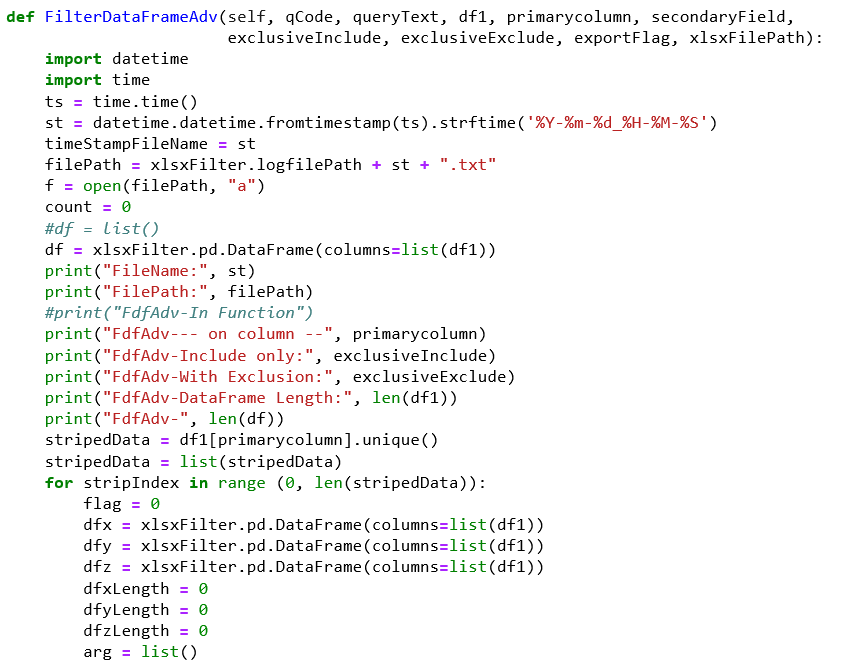 def FilterDataFrameAdv(self, qCode, queryText, df1, primarycolumn, secondaryField,
                       exclusiveInclude, exclusiveExclude, exportFlag, xlsxFilePath):
    import datetime
    import time
    ts = time.time()
    st = datetime.datetime.fromtimestamp(ts).strftime('%Y-%m-%d_%H-%M-%S')
    timeStampFileName = st
    filePath = xlsxFilter.logfilePath + st + ".txt"
    f = open(filePath, "a")
    count = 0
    #df = list()
    df = xlsxFilter.pd.DataFrame(columns=list(df1))
    print("FileName:", st)
    print("FilePath:", filePath)
    #print("FdfAdv-In Function")
    print("FdfAdv--- on column --", primarycolumn)
    print("FdfAdv-Include only:", exclusiveInclude)
    print("FdfAdv-With Exclusion:", exclusiveExclude)
    print("FdfAdv-DataFrame Length:", len(df1))
    print("FdfAdv-", len(df))
    stripedData = df1[primarycolumn].unique()
    stripedData = list(stripedData)
    for stripIndex in range (0, len(stripedData)):
        flag = 0
        dfx = xlsxFilter.pd.DataFrame(columns=list(df1))
        dfy = xlsxFilter.pd.DataFrame(columns=list(df1))
        dfz = xlsxFilter.pd.DataFrame(columns=list(df1))
        dfxLength = 0
        dfyLength = 0
        dfzLength = 0
        arg = list()